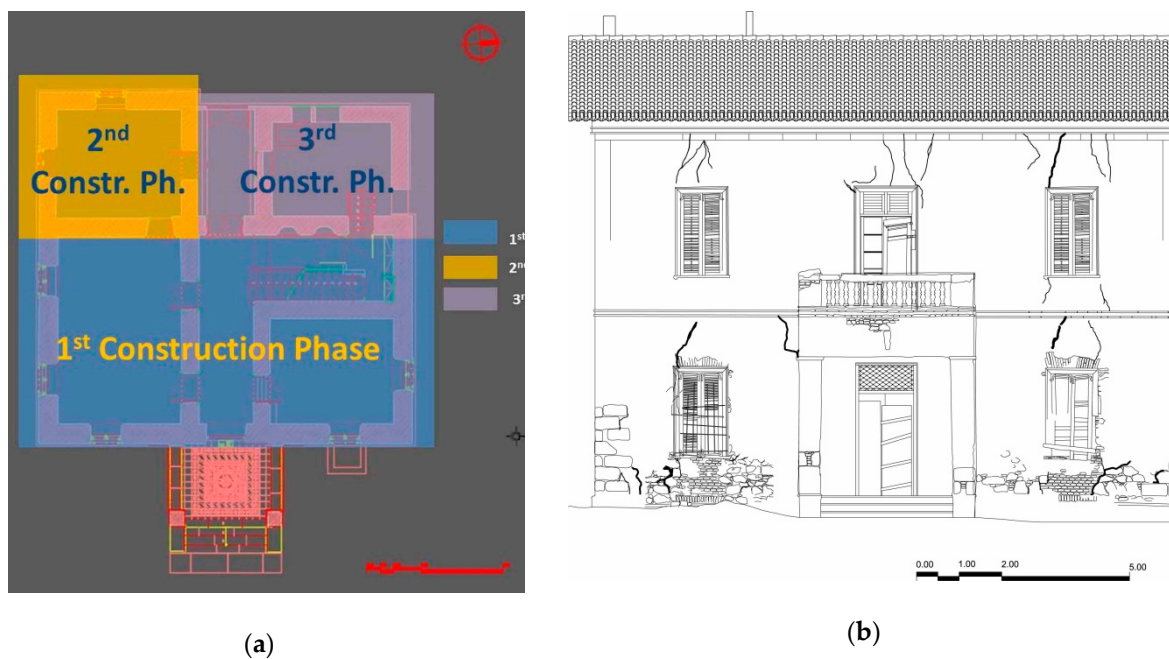 2nd
Constr. Ph.
3rd
Constr. Ph.
1st Construction Phase
1st
2nd
3rd
(a)
0.00 1.00 2.00 5.00
(b)